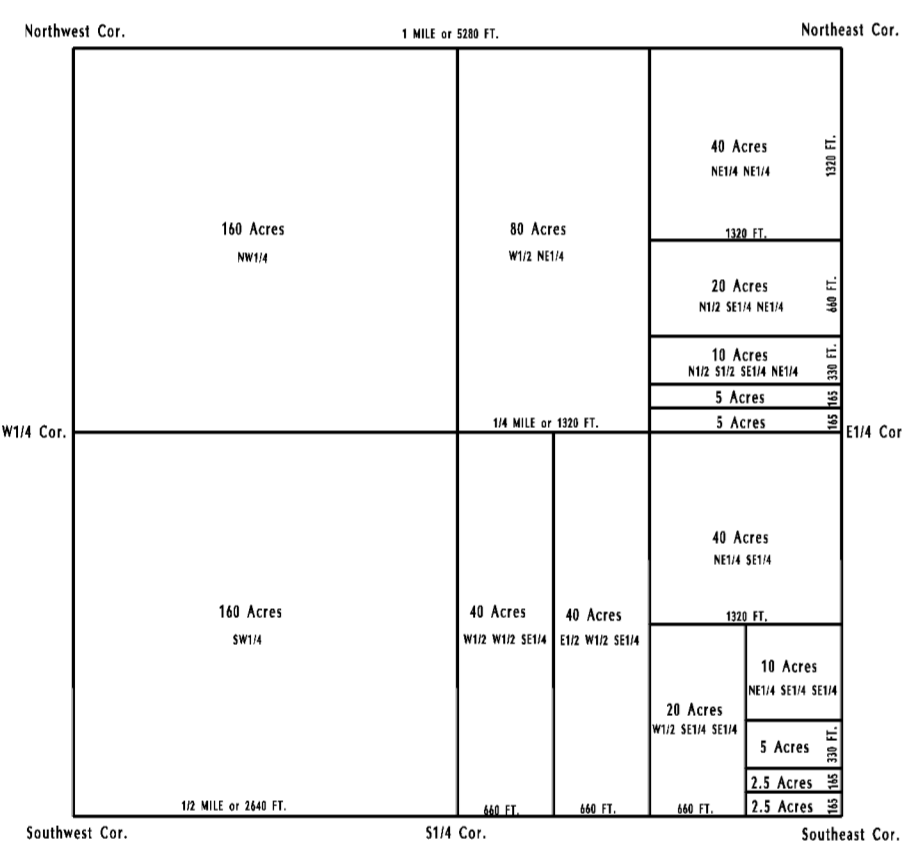 Northwest Cor.
1 MILE or 5280 FT.
Northeast Cor.
40 Acres
NE1/4 NE1/4
1320 FT.
1320 FT.
160 Acres
NW1/4
80 Acres
W1/2 NE1/4
20 Acres
N1/2 SE1/4 NE1/4
660 FT.
10 Acres
N1/2 S1/2 SE1/4 NE1/4
330 FT.
5 Acres
165
5 Acres
165
W1/4 Cor.
1/4 MILE or 1320 FT.
E1/4 Cor
40 Acres
NE1/4 SE1/4
1320 FT.
160 Acres
SW1/4
40 Acres
W1/2 W1/2 SE1/4
40 Acres
E1/2 W1/2 SE1/4
10 Acres
NE1/4 SE1/4 SE1/4
20 Acres
W1/2 SE1/4 SE1/4
5 Acres
330 FT.
2.5 Acres
165
2.5 Acres
165
1/2 MILE or 2640 FT.
660 FT.
660 FT.
660 FT.
Southwest Cor.
S1/4 Cor.
Southeast Cor.